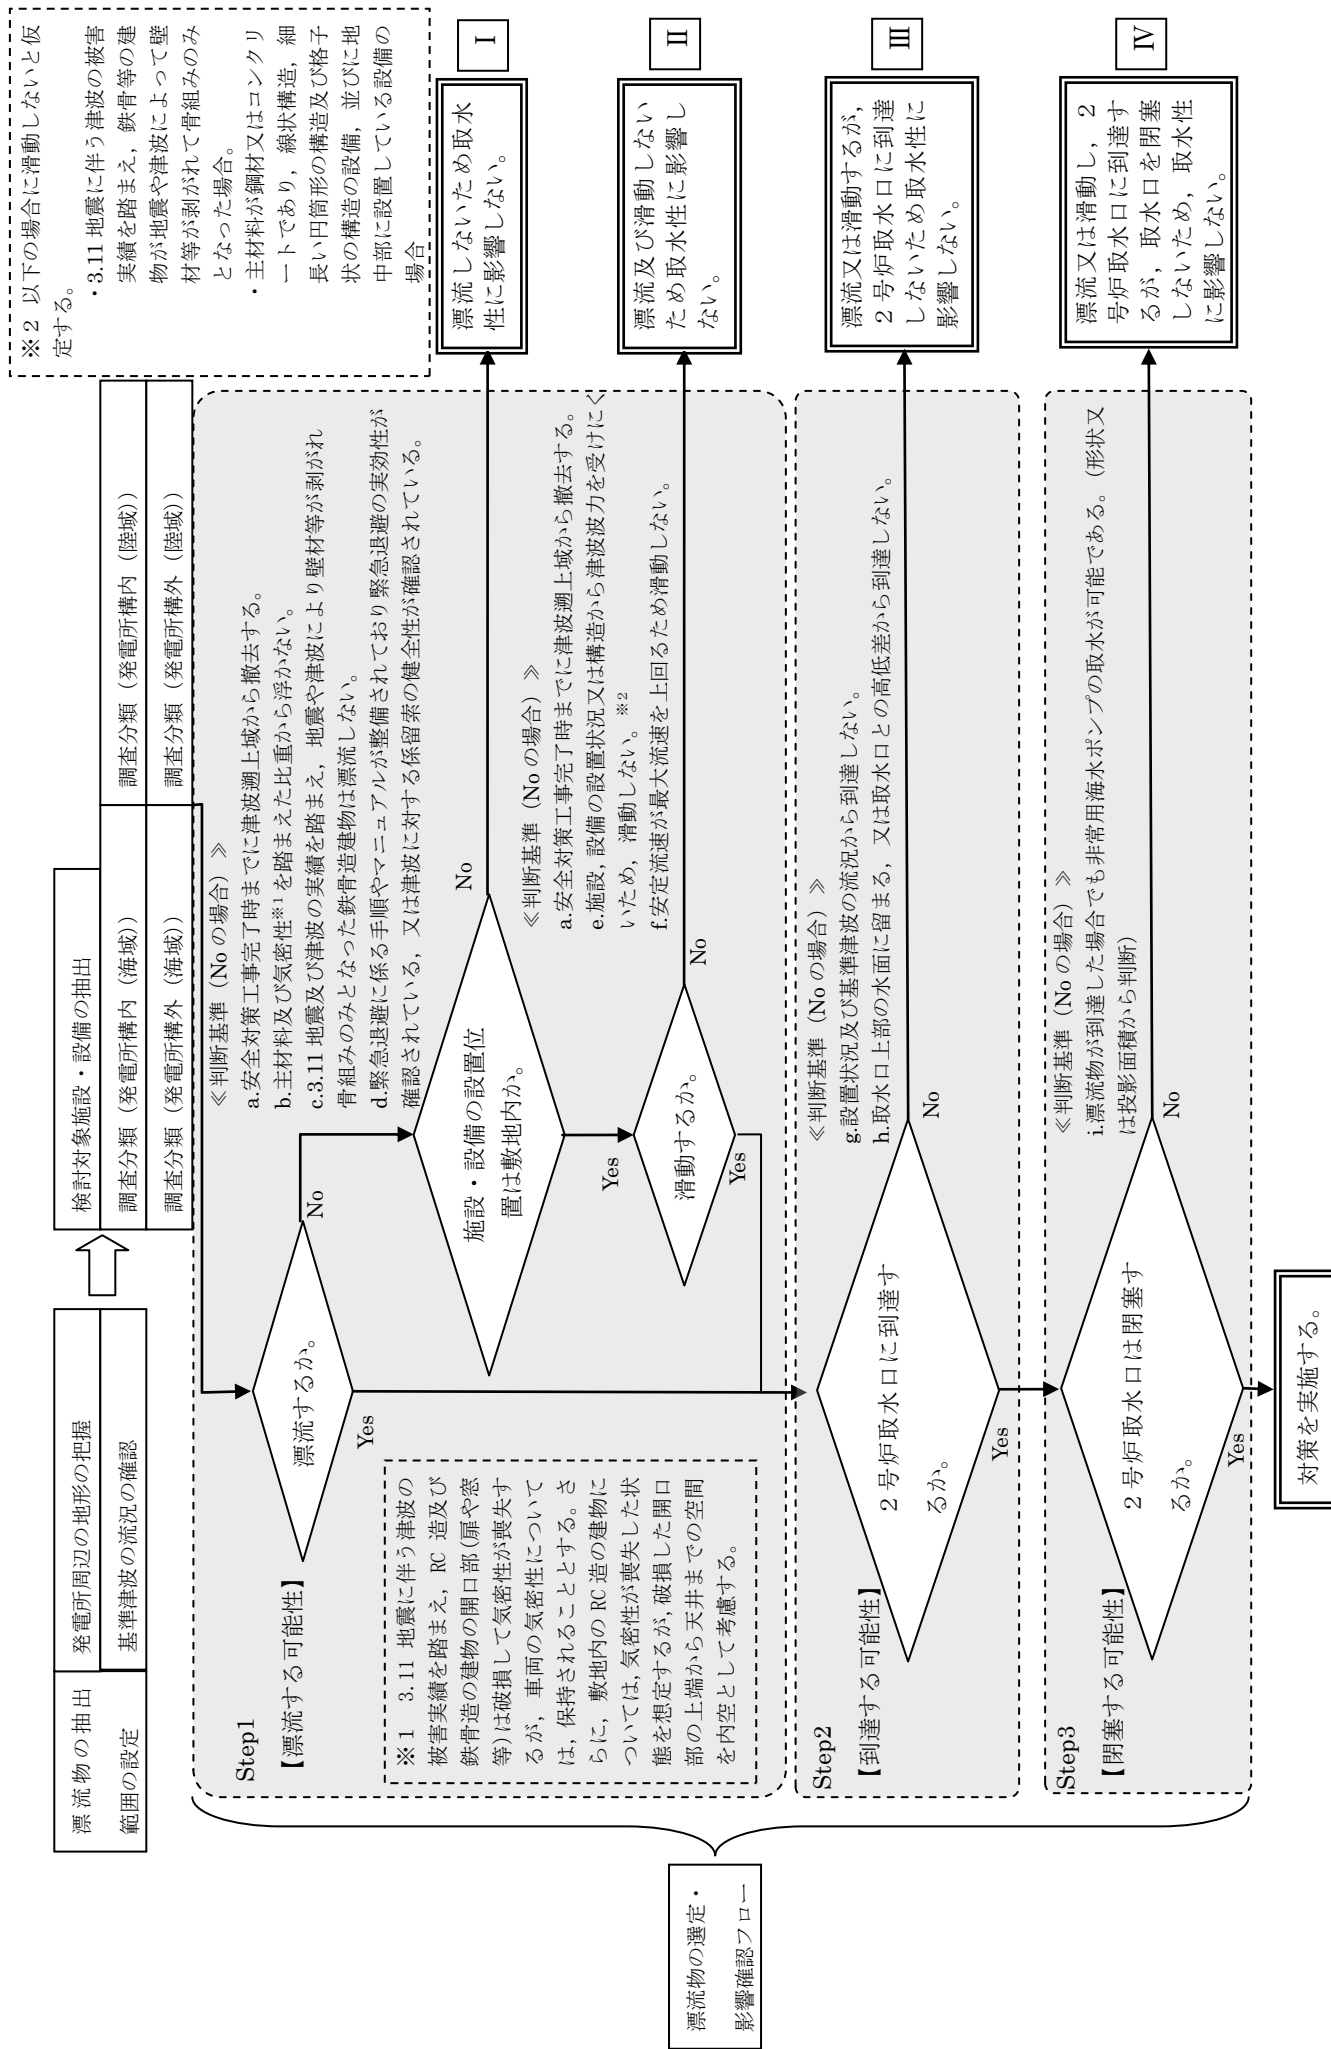 漂流物の抽出
範囲の設定
発電所周辺の地形の把握
基準津波の流況の確認
検討対象施設・設備の抽出
調査分類（発電所構内（海域））
調査分類（発電所構内（陸域））
調査分類（発電所構外（海域））
調査分類（発電所構外（陸域））
※2 以下の場合に滑動しないと仮
定する。
・3.11 地震に伴う津波の被害
実績を踏まえ，鉄骨等の建
物が地震や津波によって壁
材等が剥がれて骨組みのみ
となった場合。
・主材料が鋼材又はコンクリ
ートであり，線状構造，細
長い円筒形の構造及び格子
状の構造の設備，並びに地
中部に設置している設備の
場合
漂流物の選定・
影響確認フロー
Step1
【漂流する可能性】
漂流するか。
No
Yes
≪判断基準（No の場合）≫
a.安全対策工事完了時までに津波遡上域から撤去する。
b.主材料及び気密性※1を踏まえた比重から浮かない。
c.3.11 地震及び津波の実績を踏まえ，地震や津波により壁材等が剥がれ
骨組みのみとなった鉄骨造建物は漂流しない。
d.緊急退避に係る手順やマニュアルが整備されており緊急退避の実効性が
確認されている，又は津波に対する係留索の健全性が確認されている。
※1 3.11 地震に伴う津波の
被害実績を踏まえ，RC 造及び
鉄骨造の建物の開口部(扉や窓
等)は破損して気密性が喪失す
るが，車両の気密性について
は，保持されることとする。さ
らに，敷地内の RC 造の建物に
ついては,気密性が喪失した状
態を想定するが,破損した開口
部の上端から天井までの空間
を内空として考慮する。
施設・設備の設置位
置は敷地内か。
No
Yes
漂流しないため取水
性に影響しない。
Ⅰ
≪判断基準（No の場合）≫
a.安全対策工事完了時までに津波遡上域から撤去する。
e.施設,設備の設置状況又は構造から津波波力を受けにく
いため，滑動しない。※2
f.安定流速が最大流速を上回るため滑動しない。
滑動するか。
No
Yes
漂流及び滑動しない
ため取水性に影響し
ない。
Ⅱ
Step2
【到達する可能性】
2 号炉取水口に到達す
るか。
No
Yes
≪判断基準（No の場合）≫
g.設置状況及び基準津波の流況から到達しない。
h.取水口上部の水面に留まる，又は取水口との高低差から到達しない。
漂流又は滑動するが，
2 号炉取水口に到達
しないため取水性に
影響しない。
Ⅲ
Step3
【閉塞する可能性】
2 号炉取水口は閉塞す
るか。
No
Yes
≪判断基準（No の場合）≫
i.漂流物が到達した場合でも非常用海水ポンプの取水が可能である。（形状又
は投影面積から判断）
漂流又は滑動し，2
号炉取水口に到達す
るが，取水口を閉塞
しないため，取水性
に影響しない。
Ⅳ
対策を実施する。